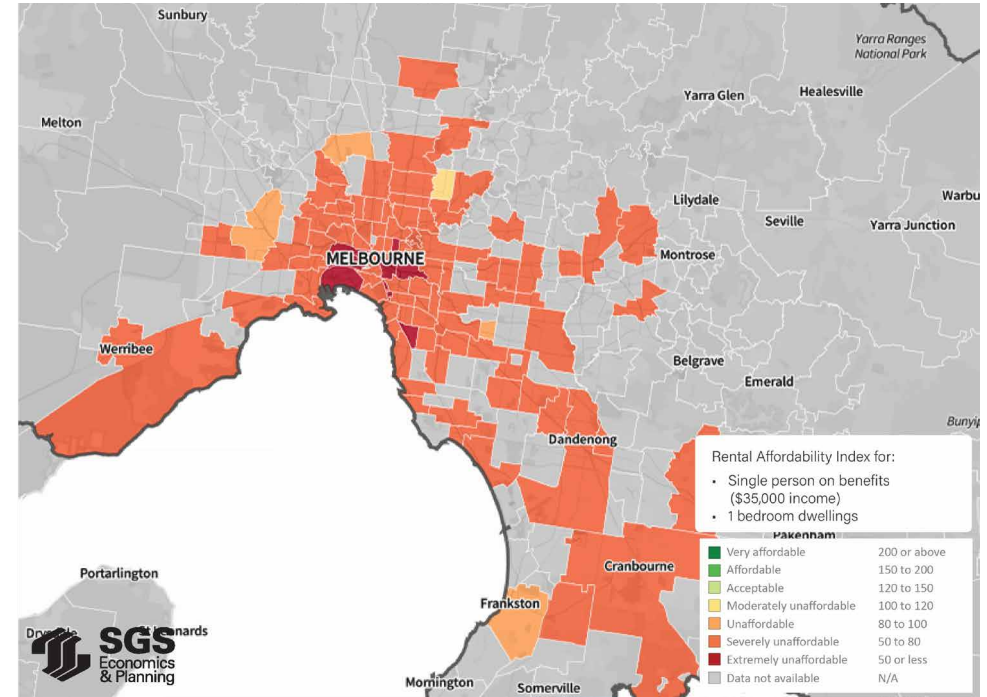 Sunbury
Yarra Ranges
National Park
Healesville
Yarra Glen
Melton
Lilydale
Warbu
Seville
Yarra Junction
MELBOURNE
Montrose
Werribee
Belgrave
Emerald
Bunyip
Dandenong
Rental Affordability Index for:
• Single person on benefits
($35,000 income)
• 1 bedroom dwellings
Pakenham
Very affordable 200 or above
Affordable 150 to 200
Acceptable 120 to 150
Moderately unaffordable 100 to 120
Unaffordable 80 to 100
Severely unaffordable 50 to 80
Extremely unaffordable 50 or less
Data not available N/A
Cranbourne
Portarlington
Frankston
SGS
Economics
& Planning
Mornington
Somerville